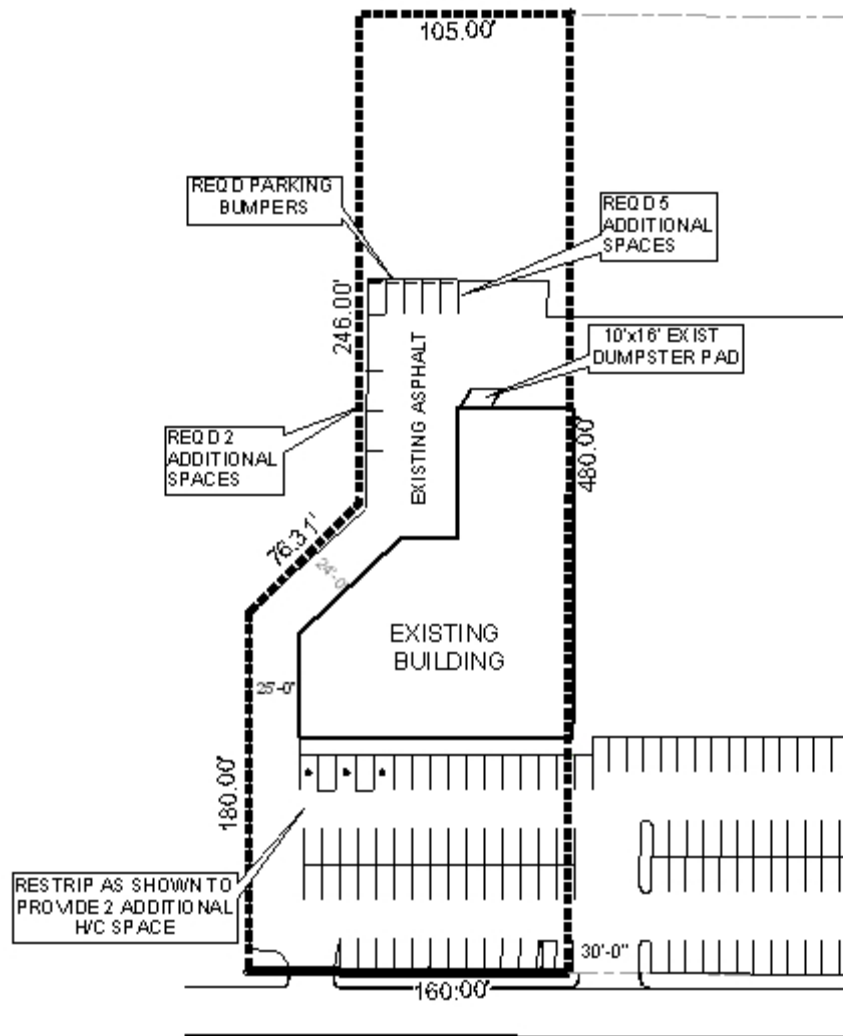 105.00'
REQ D PARKING
BUMPERS
REQ D 5
ADDITIONAL
SPACES
246.00'
EXISTING ASPHALT
10'x16' EXIST
DUMPSTER PAD
REQ D 2
ADDITIONAL
SPACES
480.00'
76.31'
24'-0
EXISTING
BUILDING
25'-0"
180.00'
RESTRIP AS SHOWN TO
PROVIDE 2 ADDITIONAL
H/C SPACE
30'-0"
160.00'